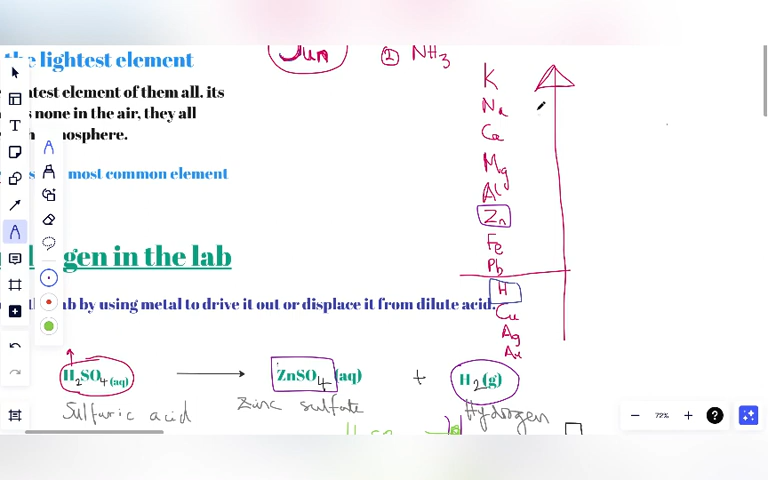 the lightest element
Sun
① NH3
K
test element of them all. its
Na
s none in the air, they all
Ca
mosphere.
Mg
most common element
Al
Zn
Fe
gen in the lab
Pb
H
ab by using metal to drive it out or displace it from dilute acid.
Cu
Ag
Au
H2SO4 (aq) → ZnSO4 (aq) + H2(g)
Sulfuric acid Zinc sulfate Hydrogen
72%